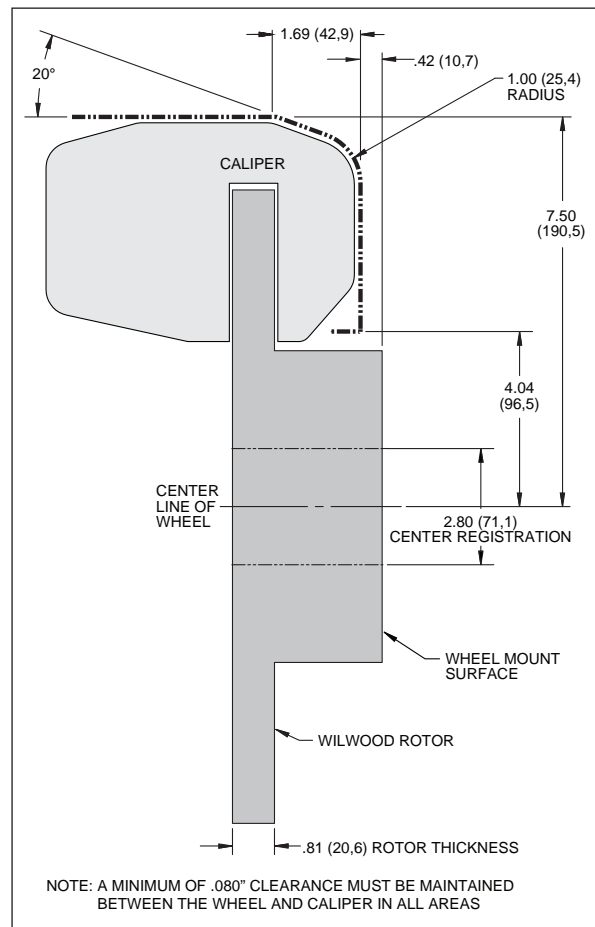 1.69 (42,9)
.42 (10,7)
20°
1.00 (25,4)
RADIUS
CALIPER
7.50
(190,5)
4.04
(96,5)
CENTER
LINE OF
WHEEL
2.80 (71,1)
CENTER REGISTRATION
WHEEL MOUNT
SURFACE
WILWOOD ROTOR
.81 (20,6) ROTOR THICKNESS
NOTE: A MINIMUM OF .080” CLEARANCE MUST BE MAINTAINED
BETWEEN THE WHEEL AND CALIPER IN ALL AREAS